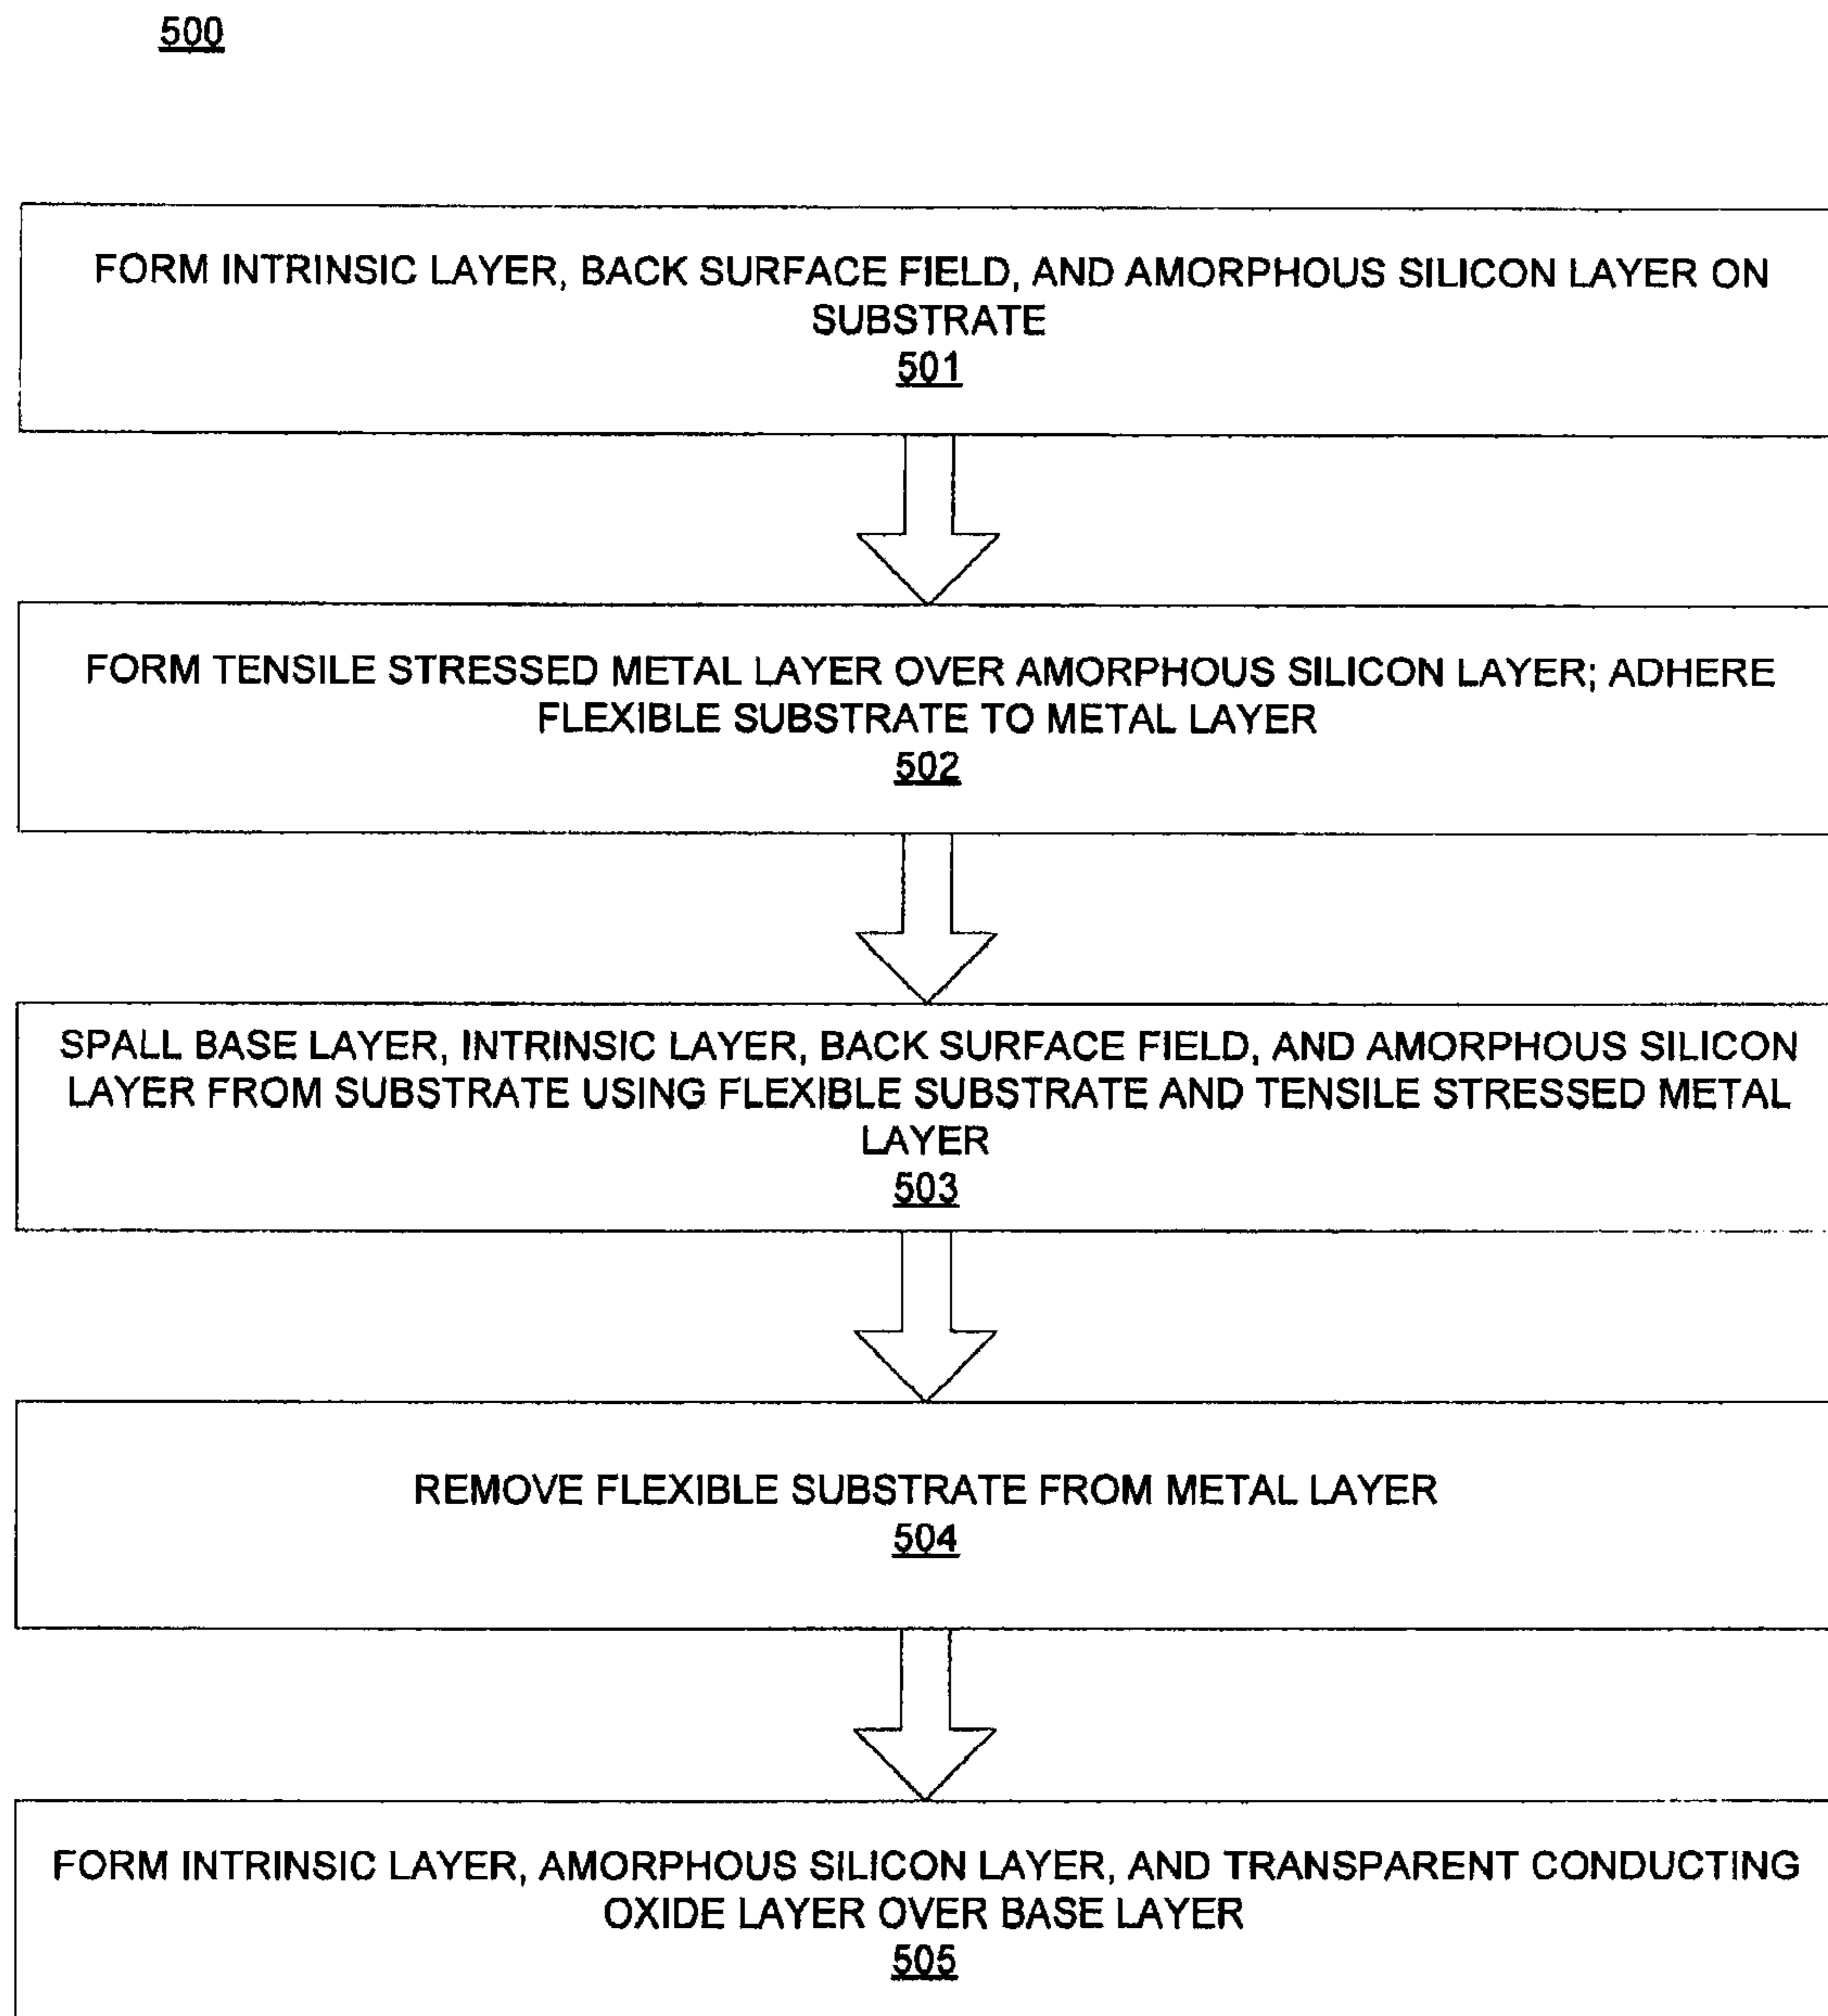 500
FORM INTRINSIC LAYER, BACK SURFACE FIELD, AND AMORPHOUS SILICON LAYER ON
SUBSTRATE
501
FORM TENSILE STRESSED METAL LAYER OVER AMORPHOUS SILICON LAYER; ADHERE
FLEXIBLE SUBSTRATE TO METAL LAYER
502
SPALL BASE LAYER, INTRINSIC LAYER, BACK SURFACE FIELD, AND AMORPHOUS SILICON
LAYER FROM SUBSTRATE USING FLEXIBLE SUBSTRATE AND TENSILE STRESSED METAL
LAYER
503
REMOVE FLEXIBLE SUBSTRATE FROM METAL LAYER
504
FORM INTRINSIC LAYER, AMORPHOUS SILICON LAYER, AND TRANSPARENT CONDUCTING
OXIDE LAYER OVER BASE LAYER
505